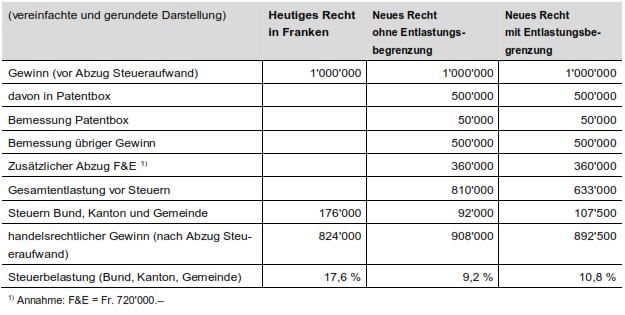 (vereinfachte und gerundete Darstellung) Heutiges Recht in Franken Neues Recht ohne Entlastungs- begrenzung Neues Recht mit Entlastungsbe- grenzung
Gewinn (vor Abzug Steueraufwand) 1'000'000 1'000'000 1'000'000
davon in Patentbox 500'000 500'000
Bemessung Patentbox 50'000 50'000
Bemessung übriger Gewinn 500'000 500'000
Zusätzlicher Abzug F&E 1) 360'000 360'000
Gesamtentlastung vor Steuern 810'000 633'000
Steuern Bund, Kanton und Gemeinde 176'000 92'000 107'500
handelsrechtlicher Gewinn (nach Abzug Steu- 824'000 908'000 892'500
eraufwand)
Steuerbelastung (Bund, Kanton, Gemeinde) 17,6 % 9,2 % 10,8 %
1) Annahme: F&E = Fr. 720'000.–